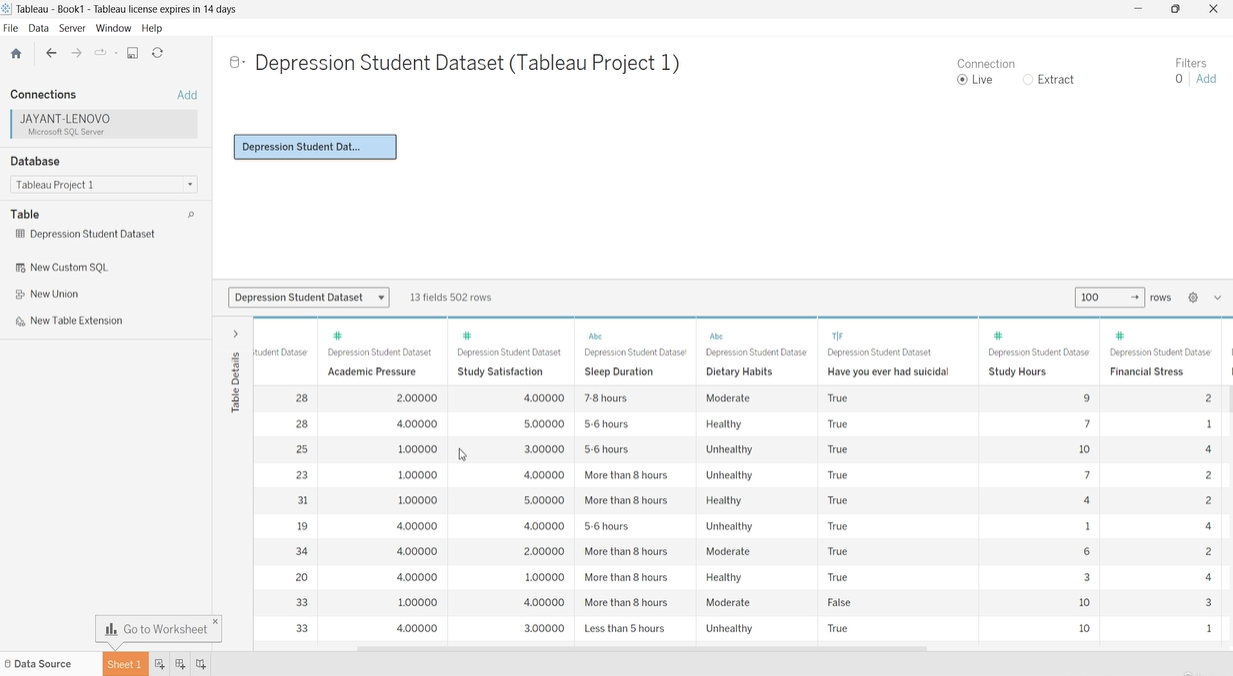 Tableau - Book1 - Tableau license expires in 14 days
File Data Server Window Help
Connections Add
JAYANT-LENOVO
Microsoft SQL Server
Database
Tableau Project 1
Table
Depression Student Dataset
New Custom SQL
New Union
New Table Extension
Depression Student Dataset (Tableau Project 1)
Connection
Live Extract
Filters
0 Add
Depression Student Dat...
Depression Student Dataset 13 fields 502 rows 100 rows
Table Details
Abc Abc T|F
tudent Datase Depression Student Dataset Depression Student Dataset Depression Student Dataset Depression Student Dataset Depression Student Dataset Depression Student Datase Depression Student Datase
Academic Pressure Study Satisfaction Sleep Duration Dietary Habits Have you ever had suicidal Study Hours Financial Stress
28 2.00000 4.00000 7-8 hours Moderate True 9 2
28 4.00000 5.00000 5-6 hours Healthy True 7 1
25 1.00000 3.00000 5-6 hours Unhealthy True 10 4
23 1.00000 4.00000 More than 8 hours Unhealthy True 7 2
31 1.00000 5.00000 More than 8 hours Healthy True 4 2
19 4.00000 4.00000 5-6 hours Unhealthy True 1 4
34 4.00000 2.00000 More than 8 hours Moderate True 6 2
20 4.00000 1.00000 More than 8 hours Healthy True 3 4
33 1.00000 4.00000 More than 8 hours Moderate False 10 3
33 4.00000 3.00000 Less than 5 hours Unhealthy True 10 1
Go to Worksheet
Data Source Sheet 1